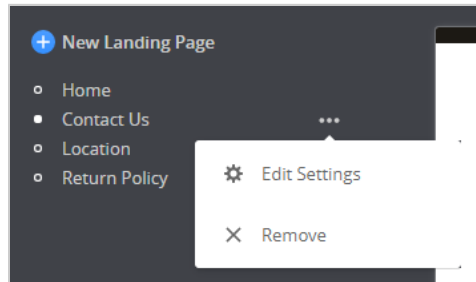 New Landing Page
Home
Contact Us
Location
Return Policy
Edit Settings
Remove